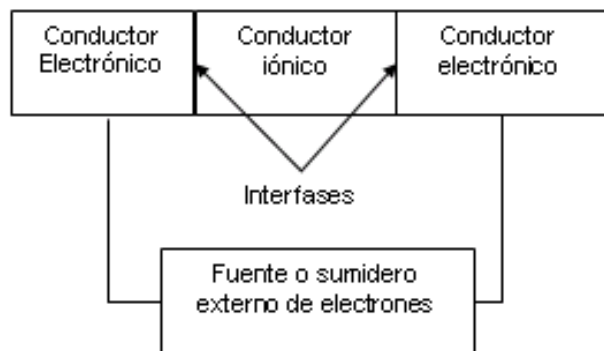 Conductor
Electrónico
Conductor
iónico
Conductor
electrónico
Interfases
Fuente o sumidero
externo de electrones